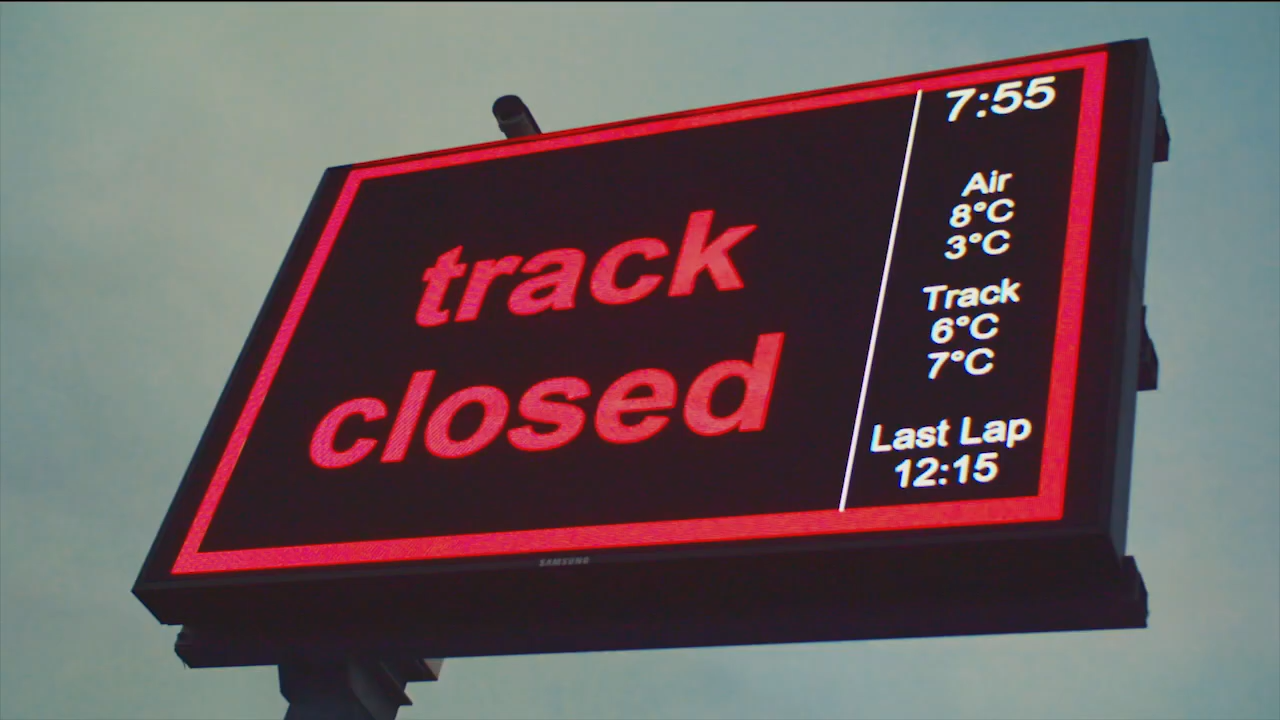 track
closed
7:55
Air
8°C
3°C
Track
6°C
7°C
Last Lap
12:15
SAMSUNG